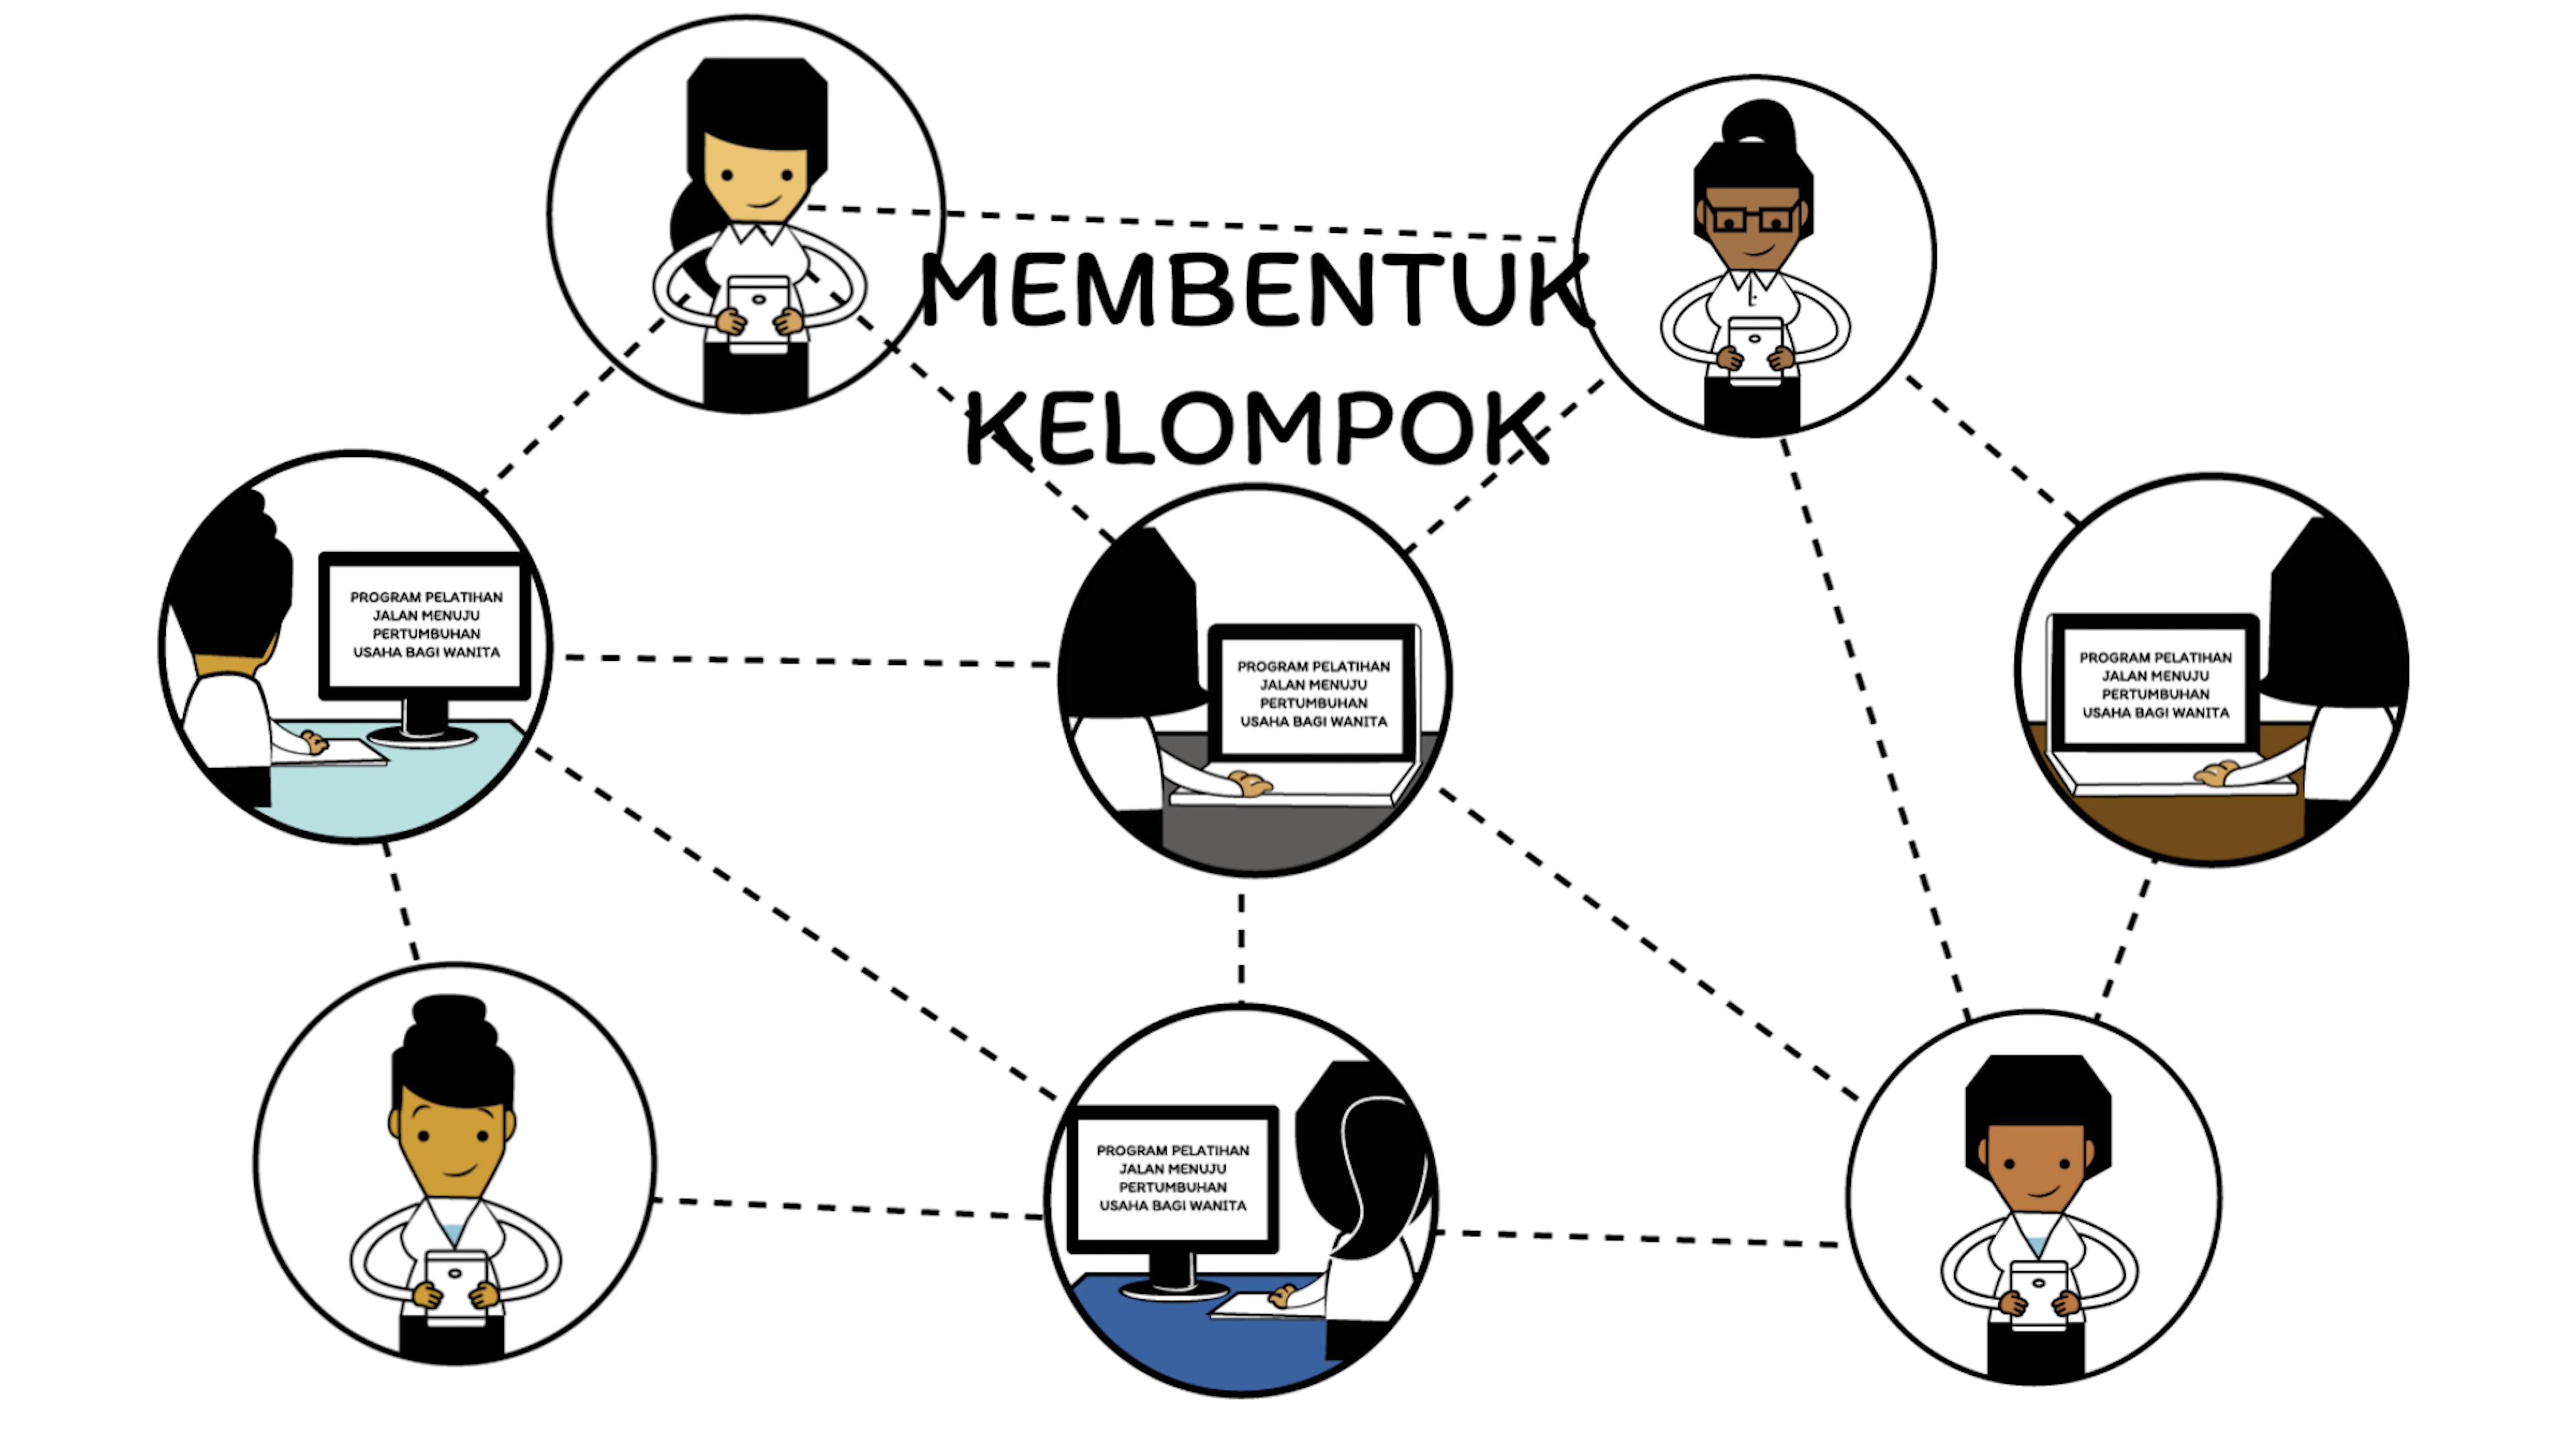 MEMBENTUK
KELOMPOK
PROGRAM PELATIHAN
JALAN MENUJU
PERTUMBUHAN
USAHA BAGI WANITA
PROGRAM PELATIHAN
JALAN MENUJU
PERTUMBUHAN
USAHA BAGI WANITA
PROGRAM PELATIHAN
JALAN MENUJU
PERTUMBUHAN
USAHA BAGI WANITA
PROGRAM PELATIHAN
JALAN MENUJU
PERTUMBUHAN
USAHA BAGI WANITA